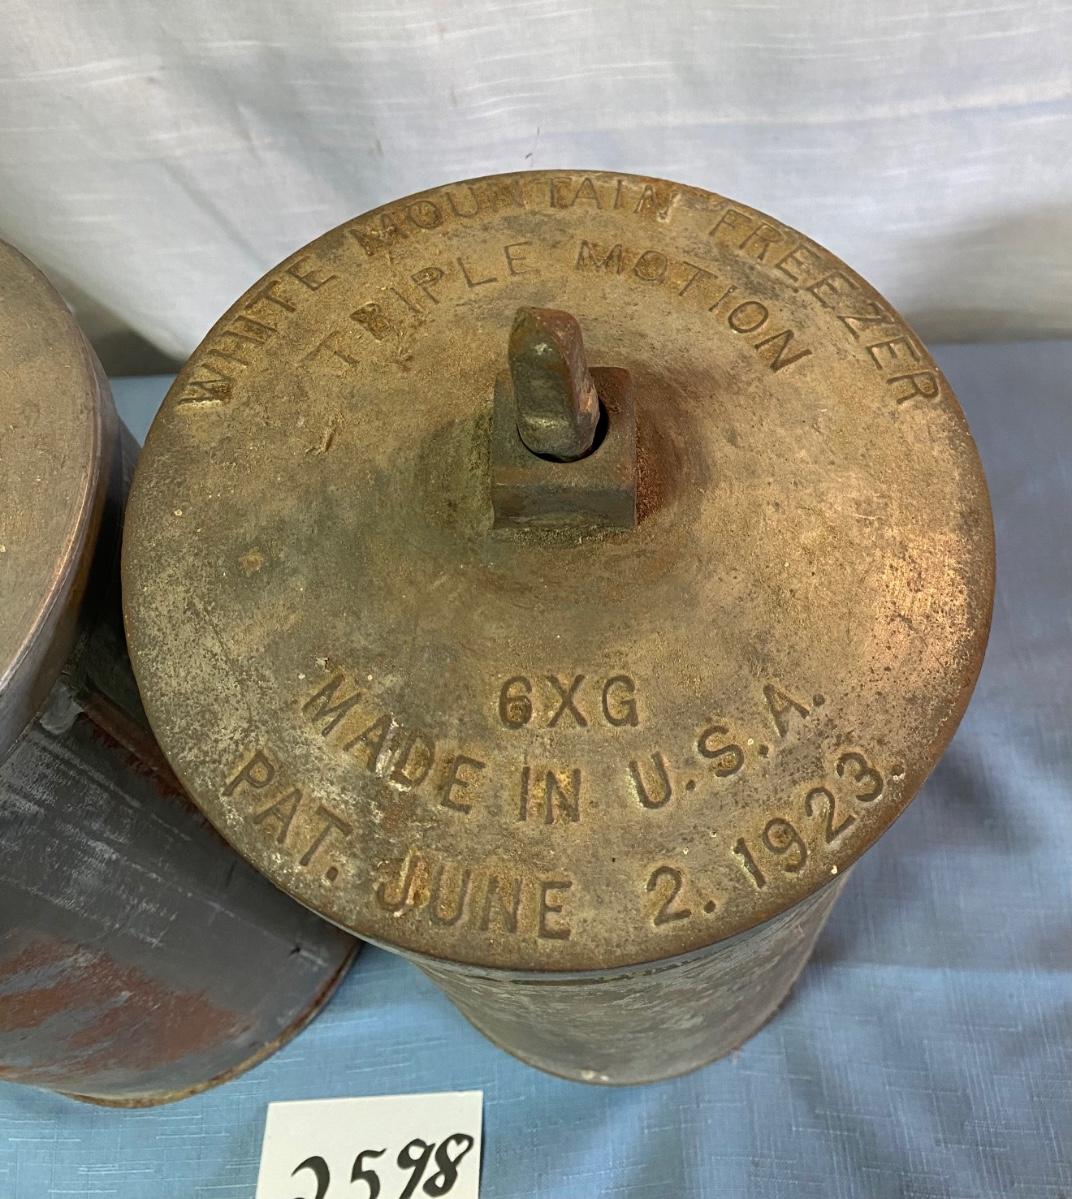 WHITE MOUNTAIN FREEZER
TRIPLE MOTION
6XG
MADE IN U.S.A.
PAT. JUNE 2. 1923.
2598